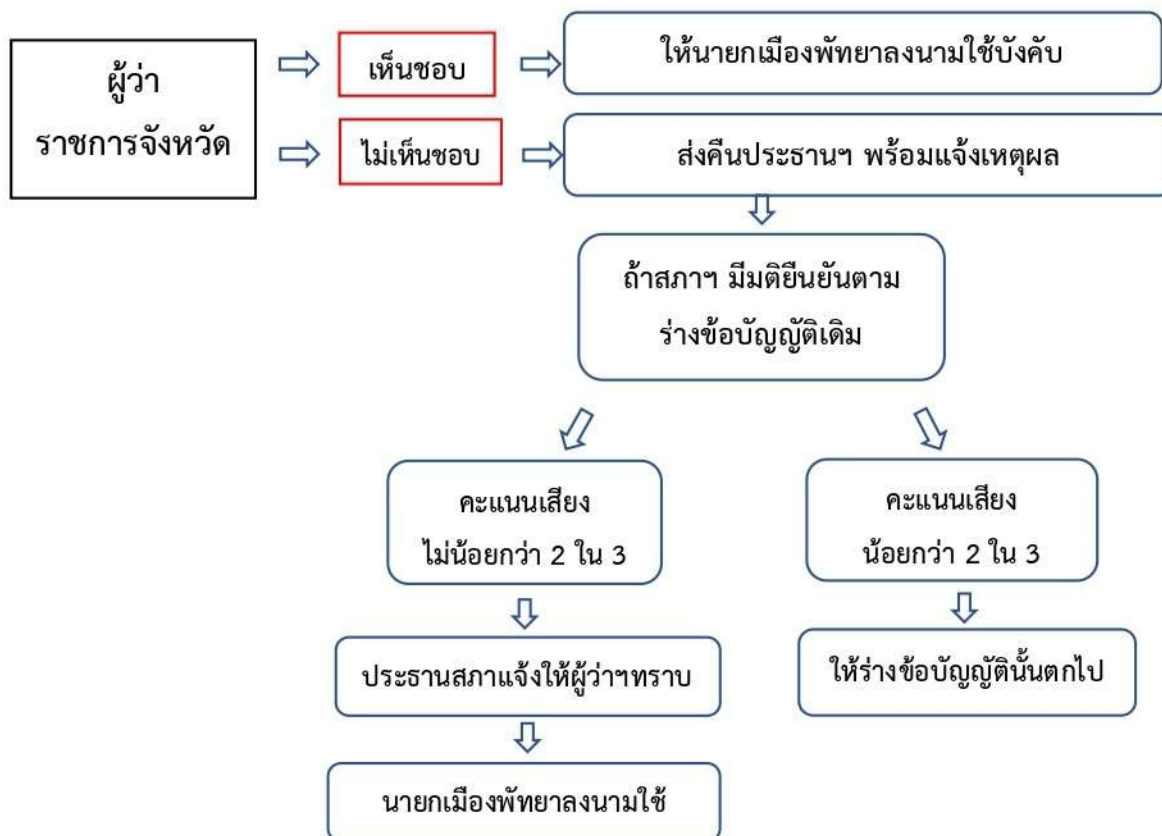 ผู้ว่า
ราชการจังหวัด
เห็นชอบ
ให้นายกเมืองพัทยาลงนามใช้บังคับ
ไม่เห็นชอบ
ส่งคืนประธานฯ พร้อมแจ้งเหตุผล
ถ้าสภาฯ มีมติยืนยันตาม
ร่างข้อบัญญัติเดิม
คะแนนเสียง
ไม่น้อยกว่า 2 ใน 3
คะแนนเสียง
น้อยกว่า 2 ใน 3
ประธานสภาแจ้งให้ผู้ว่าฯทราบ
ให้ร่างข้อบัญญัตินั้นตกไป
นายกเมืองพัทยาลงนามใช้